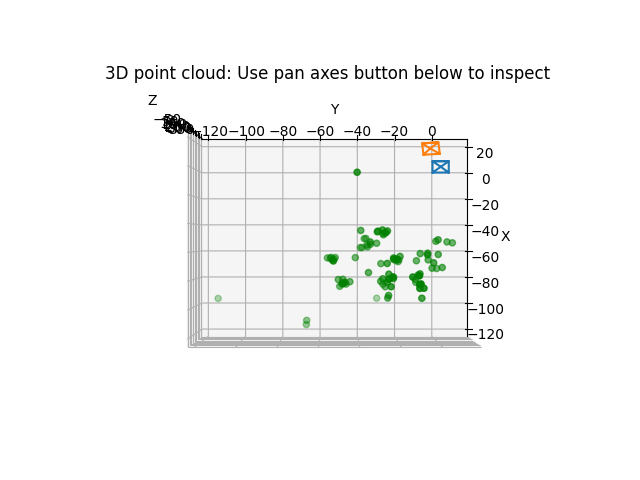 3D point cloud: Use pan axes button below to inspect
Z
Y
−120 −100 −80 −60 −40 −20 0
20
0
−20
−40
X
−60
−80
−100
−120